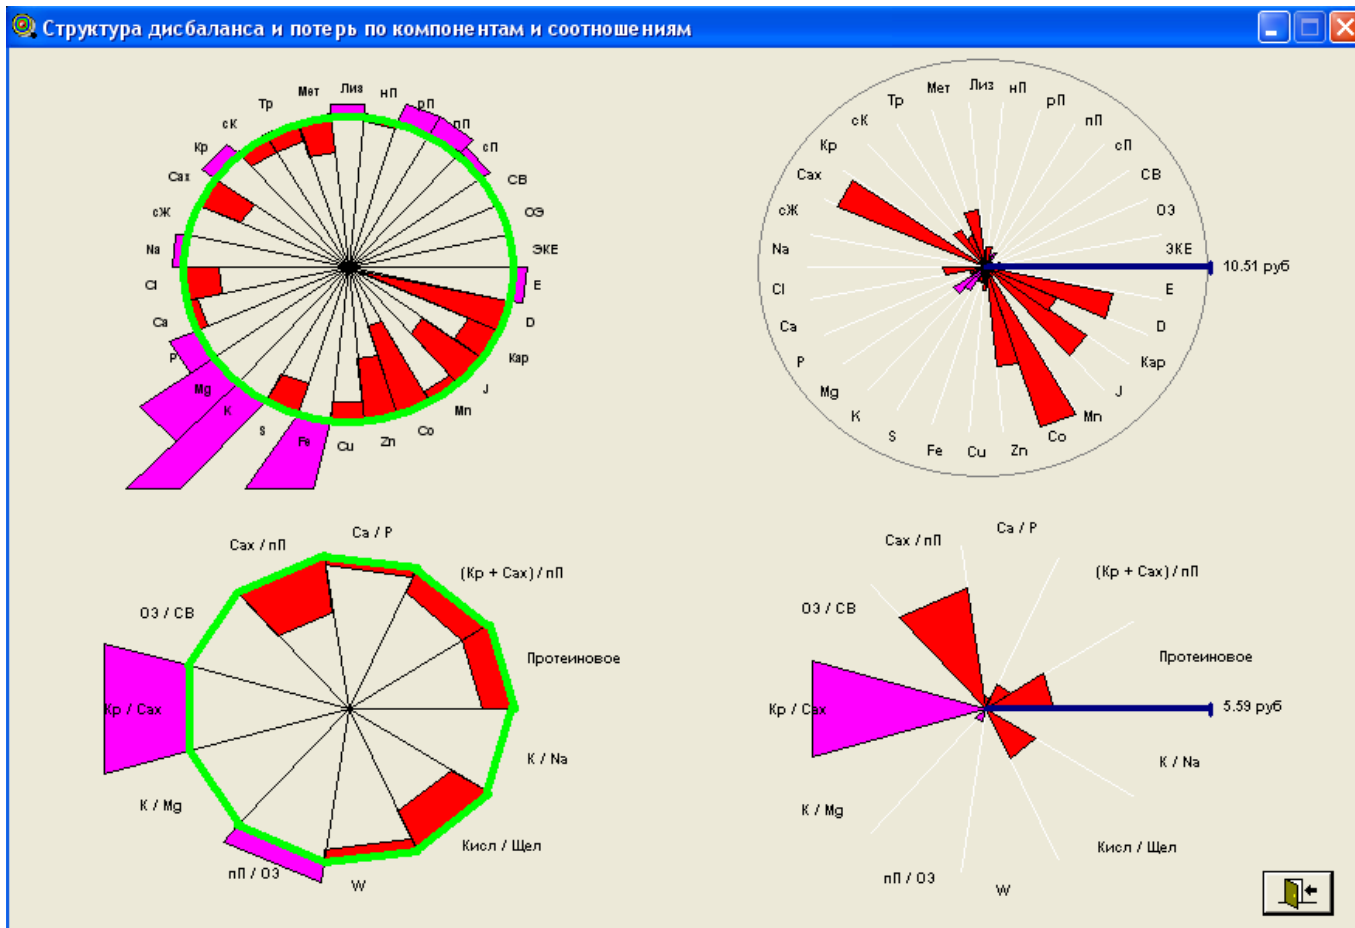 Структура дисбаланса и потерь по компонентам и соотношениям
Лиз
нП
рП
пП
сП
СВ
ОЭ
ЭКЕ
E
D
Кар
J
Mn
Co
Zn
Cu
Fe
S
K
Mg
P
Ca
Cl
Na
сЖ
Сах
Кр
сК
Тр
Мет
Лиз
нП
рП
пП
сП
СВ
ОЭ
ЭКЕ
10.51 руб
E
D
Кар
J
Mn
Co
Zn
Cu
Fe
S
K
Mg
P
Ca
Cl
Na
сЖ
Сах
Кр
сК
Тр
Мет
Ca / P
(Кр + Сах) / пП
Протеиновое
K / Na
Кисл / Щел
W
пП / ОЭ
K / Mg
Кр / Сах
ОЭ / СВ
Сах / пП
Ca / P
(Кр + Сах) / пП
Протеиновое
5.59 руб
K / Na
Кисл / Щел
W
пП / ОЭ
K / Mg
Кр / Сах
ОЭ / СВ
Сах / пП